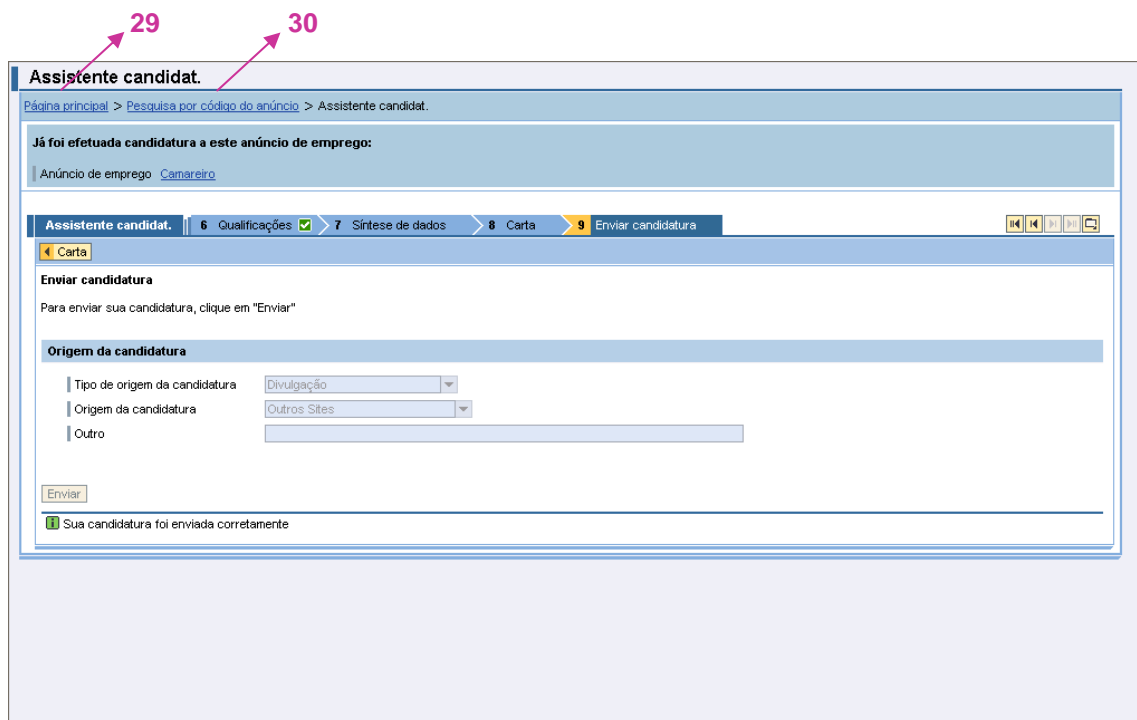 29 30
Assistente candidat.
Página principal > Pesquisa por código do anúncio > Assistente candidat.
Já foi efetuada candidatura a este anúncio de emprego:
Anúncio de emprego Camareiro
Assistente candidat. 6 Qualificações 7 Síntese de dados 8 Carta 9 Enviar candidatura
Carta
Enviar candidatura
Para enviar sua candidatura, clique em "Enviar"
Origem da candidatura
Tipo de origem da candidatura Divulgação
Origem da candidatura Outros Sites
Outro
Enviar
Sua candidatura foi enviada corretamente